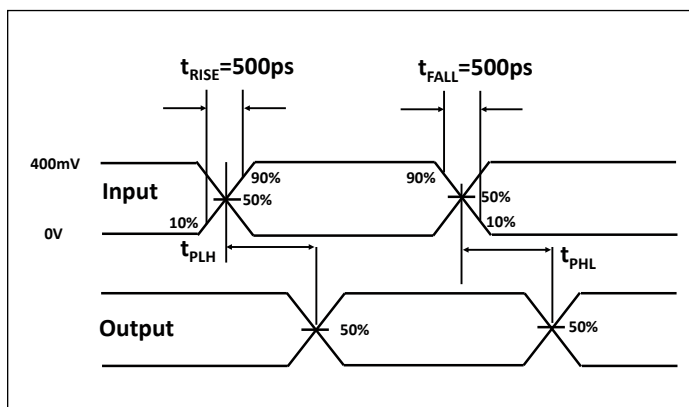 tRISE=500ps
tFALL=500ps
400mV
Input
90%
50%
10%
0V
90%
50%
10%
tPLH
tPHL
Output
50%
50%